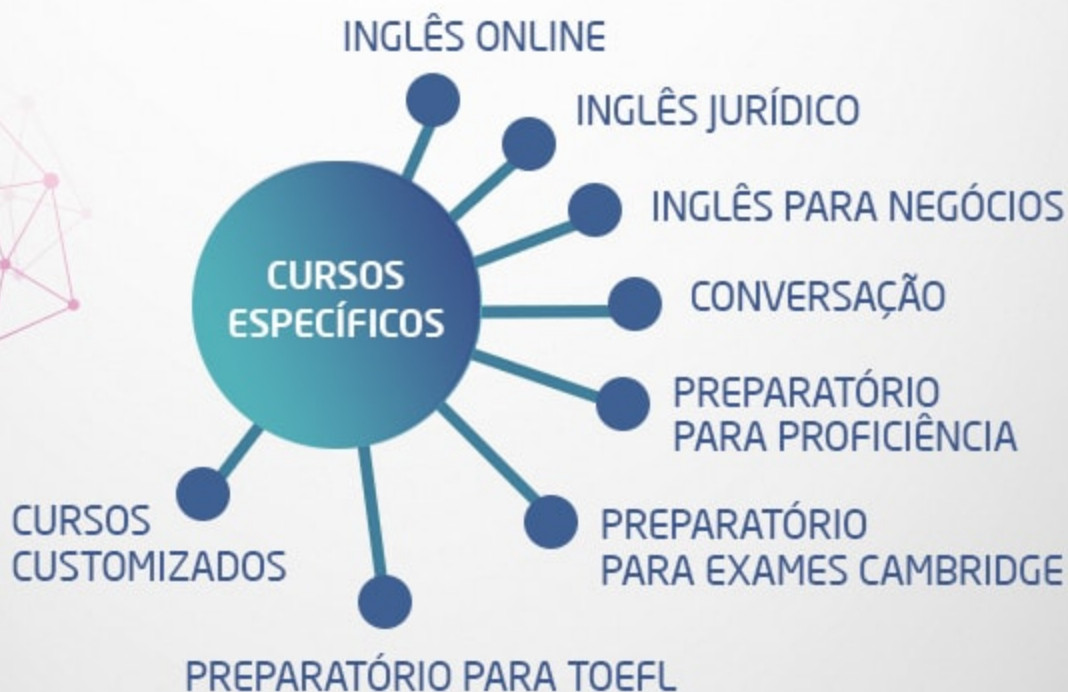 INGLÊS ONLINE
INGLÊS JURÍDICO
INGLÊS PARA NEGÓCIOS
CURSOS
ESPECÍFICOS
CONVERSAÇÃO
PREPARATÓRIO
PARA PROFICIÊNCIA
PREPARATÓRIO
PARA EXAMES CAMBRIDGE
CURSOS
CUSTOMIZADOS
PREPARATÓRIO PARA TOEFL